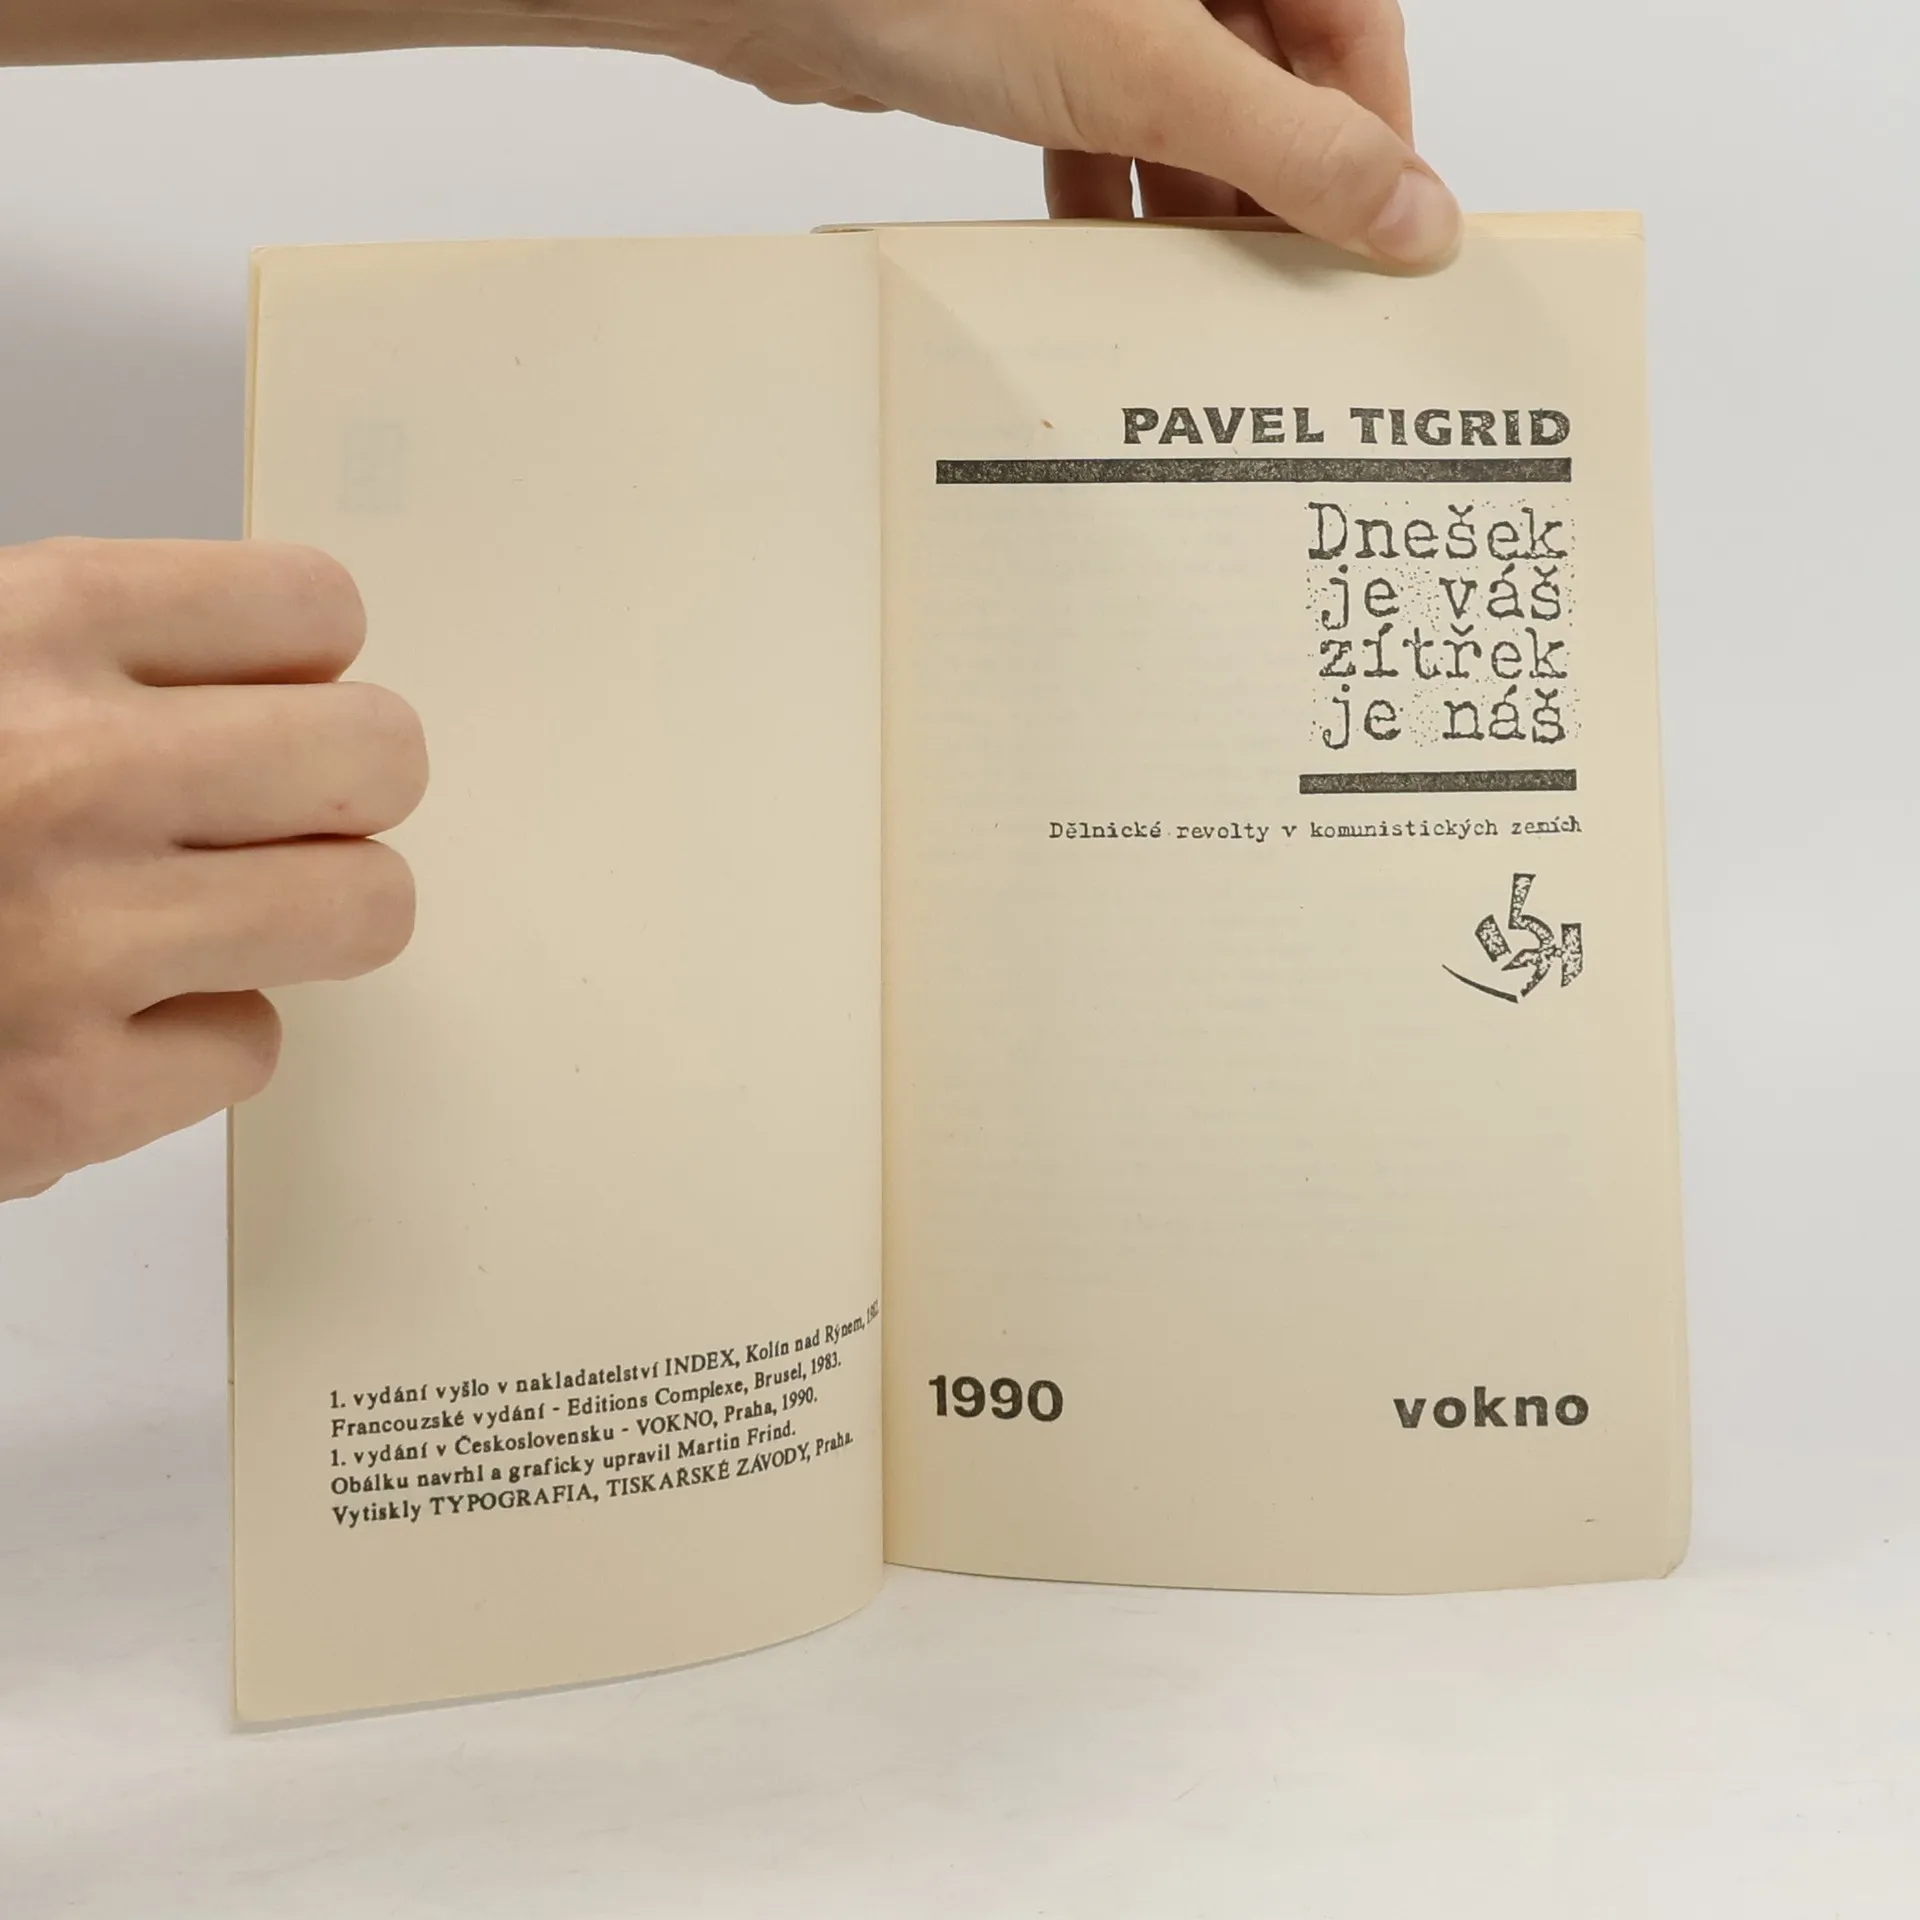 1. vydání vyšlo v nakladatelství INDEX, Kolín nad Rýnem,
Francouzské vydání - Editions Complexe, Brusel, 1983.
1. vydání v Československu - VOKNO, Praha, 1990.
Obálku navrhl a graficky upravil Martin Frind.
Vytiskly TYPOGRAFIA, TISKAŘSKÉ ZÁVODY, Praha.
PAVEL TIGRID
Dnešek
je váš
zítřek
je náš
Dělnické revolty v komunistických zemích
1990 vokno